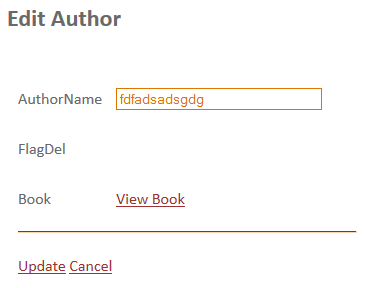 Edit Author
AuthorName fdfadsadsgdg
FlagDel
Book View Book
Update Cancel